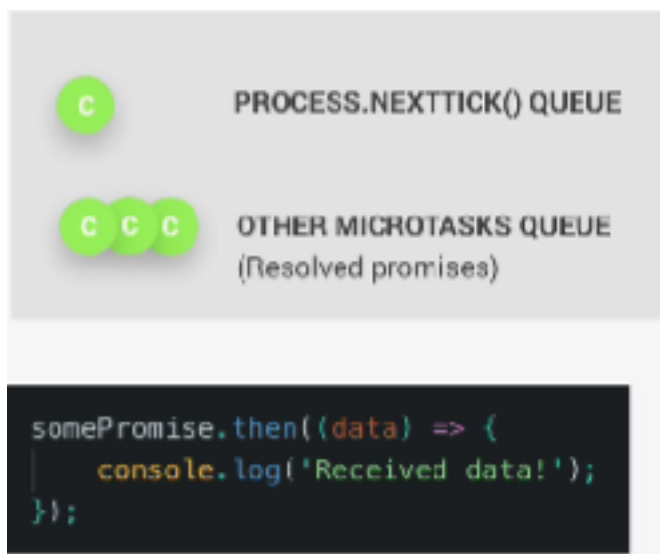 C
PROCESS.NEXTTICK() QUEUE
C C C
OTHER MICROTASKS QUEUE
(Resolved promises)
somePromise.then((data) => {
    console.log('Received data!');
});